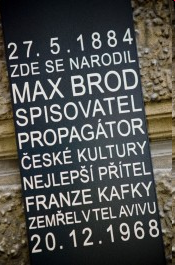 27. 5. 1884
ZDE SE NARODIL
MAX BROD
SPISOVATEL
PROPAGÁTOR
ČESKÉ KULTURY
NEJLEPŠÍ PŘÍTEL
FRANZE KAFKY
ZEMŘEL V TEL AVIVU
20. 12. 1968